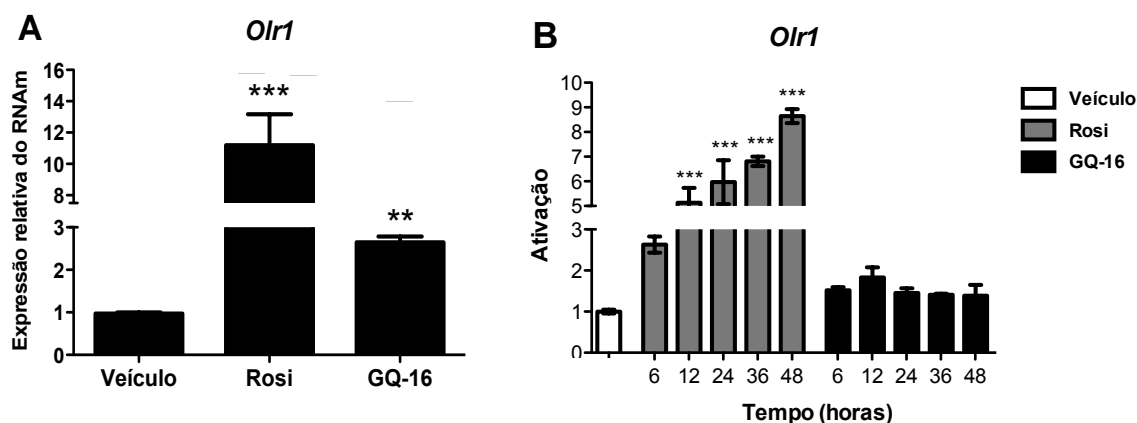 A
Olr1
Expressão relativa do RNAm
16
14
12
10
8
6
4
3
2
1
0
***
**
Veículo
Rosi
GQ-16
B
Olr1
Ativação
10
9
8
7
6
5
3
2
1
0
***
***
***
***
6
12
24
36
48
6
12
24
36
48
Tempo (horas)
Veículo
Rosi
GQ-16